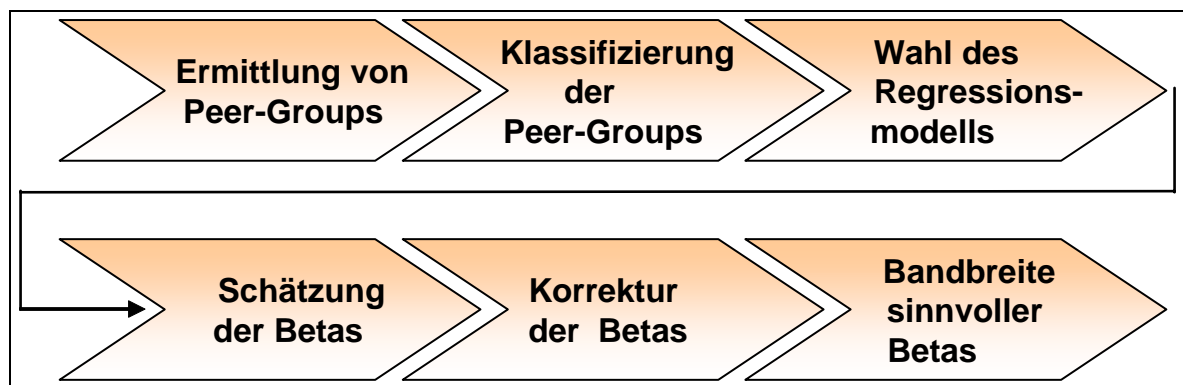 Ermittlung von
Peer-Groups
Klassifizierung
der
Peer-Groups
Wahl des
Regressions-
modells
Schätzung
der Betas
Korrektur
der Betas
Bandbreite
sinnvoller
Betas